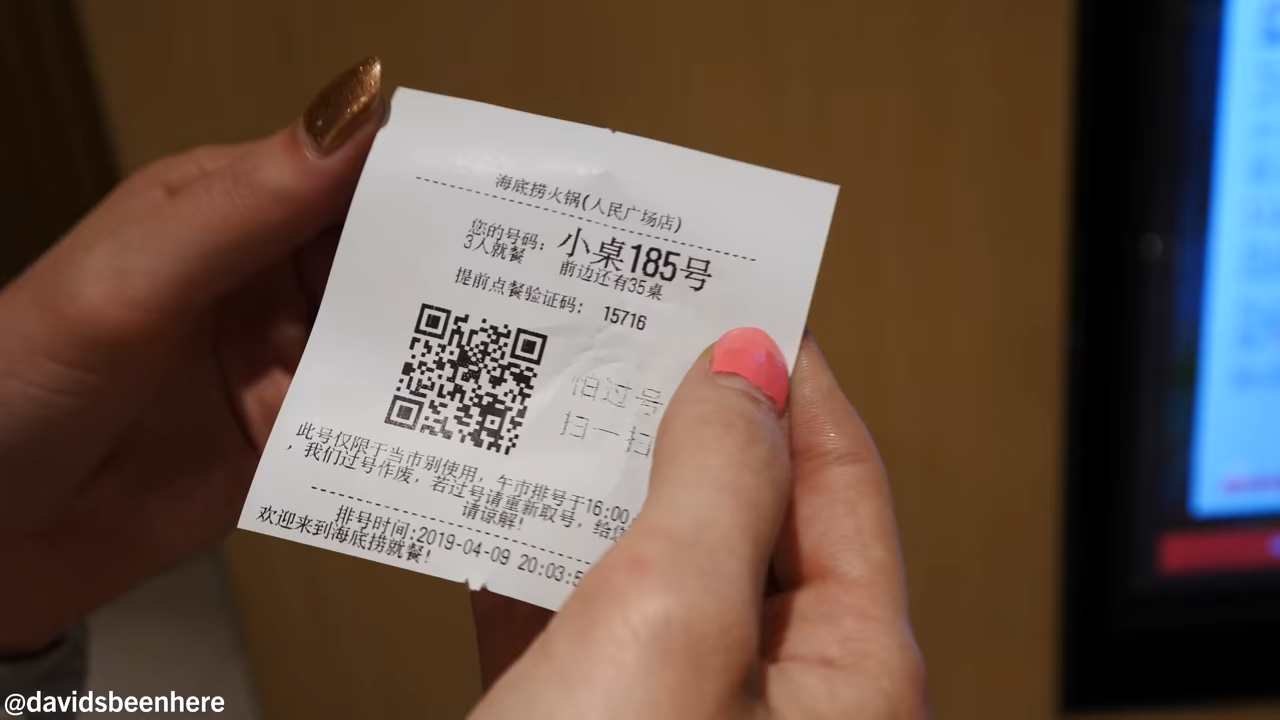 海底捞火锅(人民广场店)
您的号码: 小桌185号
3人就餐 前边还有35桌
提前点餐验证码: 15716
怕过号
扫一扫
此号仅限于当市别使用, 午市排号于16:00
, 我们过号作废, 若过号请重新取号, 给您
请谅解!
排号时间:2019-04-09 20:03:5
欢迎来到海底捞就餐!
@davidsbeenhere